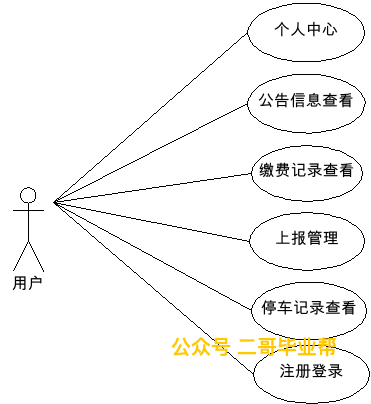 个人中心
公告信息查看
缴费记录查看
上报管理
用户
停车记录查看
公众号 二哥毕业帮
注册登录